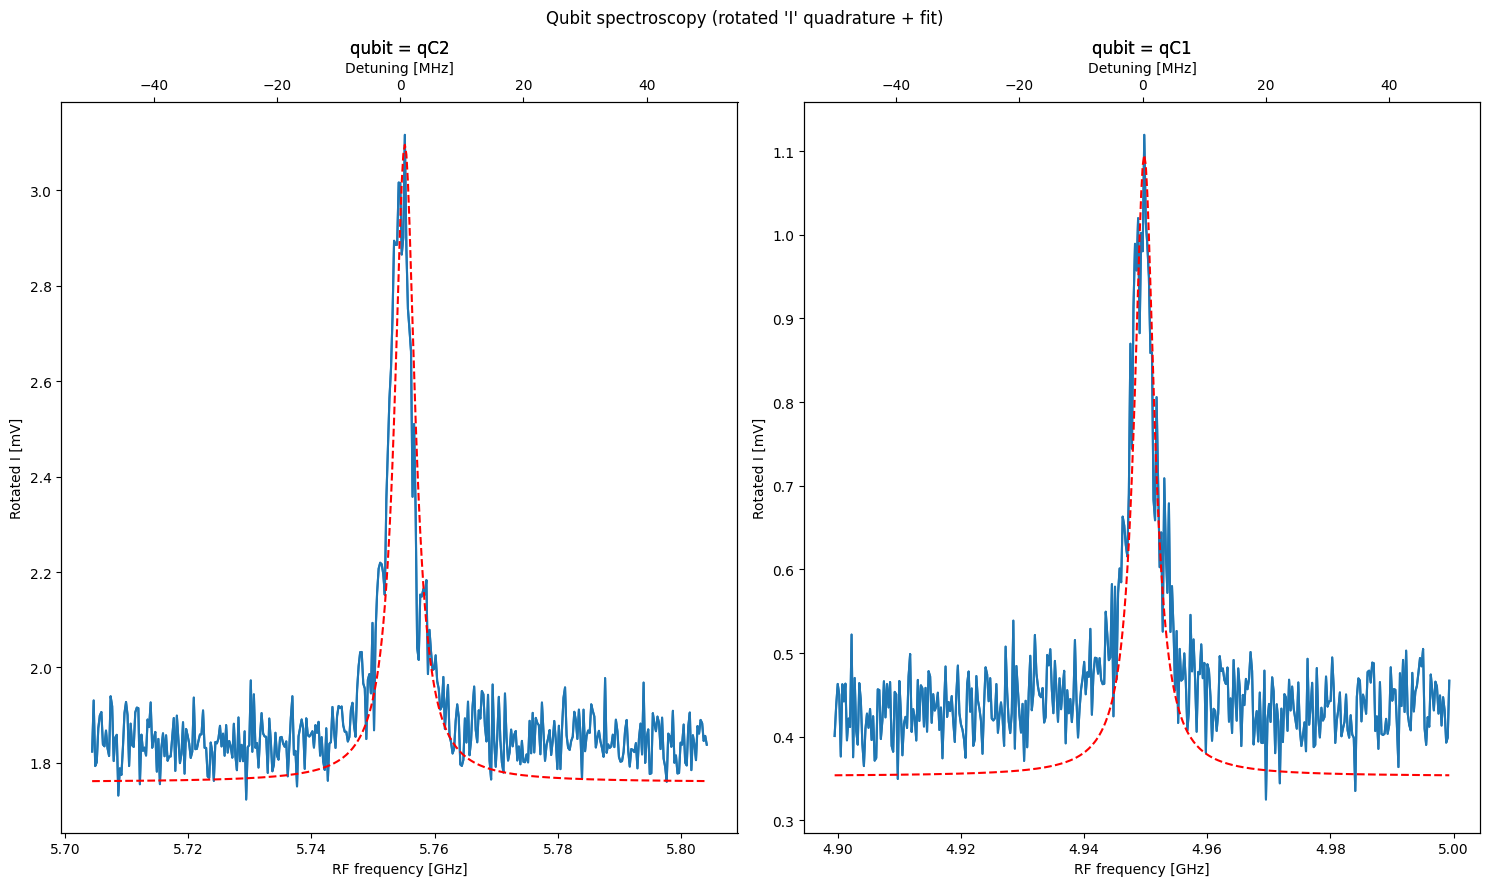 Qubit spectroscopy (rotated 'I' quadrature + fit)
qubit = qC2
Detuning [MHz]
−40 −20 0 20 40
3.0
2.8
2.6
2.4
2.2
2.0
1.8
Rotated I [mV]
5.70 5.72 5.74 5.76 5.78 5.80
RF frequency [GHz]
qubit = qC1
Detuning [MHz]
−40 −20 0 20 40
1.1
1.0
0.9
0.8
0.7
0.6
0.5
0.4
0.3
Rotated I [mV]
4.90 4.92 4.94 4.96 4.98 5.00
RF frequency [GHz]